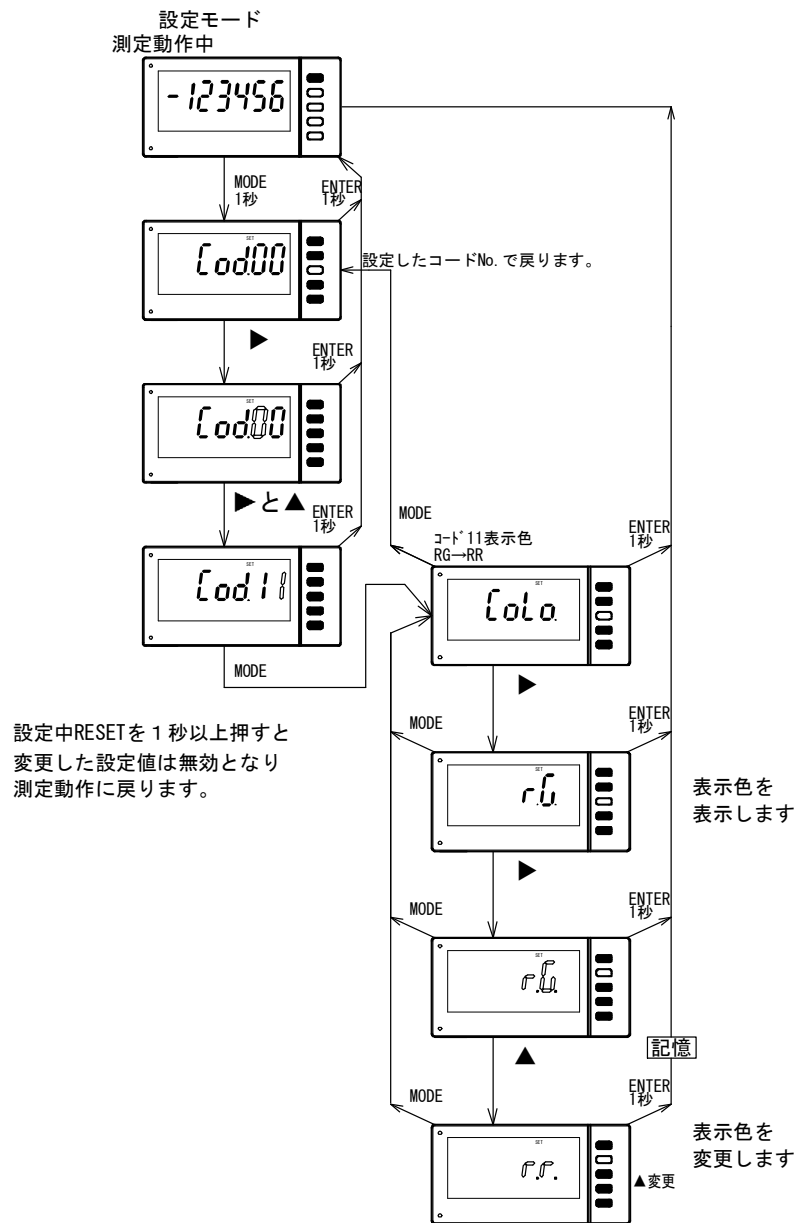 設定モード
測定動作中
-123456
MODE
1秒
ENTER
1秒
SET
Cod.00
設定したコードNo.で戻ります。
▶
ENTER
1秒
SET
Cod.00
▶と▲
ENTER
1秒
SET
Cod.11
MODE
MODE
コード11表示色
RG→RR
ENTER
1秒
SET
CoLo.
▶
設定中RESETを1秒以上押すと
変更した設定値は無効となり
測定動作に戻ります。
MODE
ENTER
1秒
SET
r.G.
表示色を
表示します
▶
MODE
ENTER
1秒
SET
r.G.
▲
記憶
MODE
ENTER
1秒
SET
r.r.
表示色を
変更します
▲変更